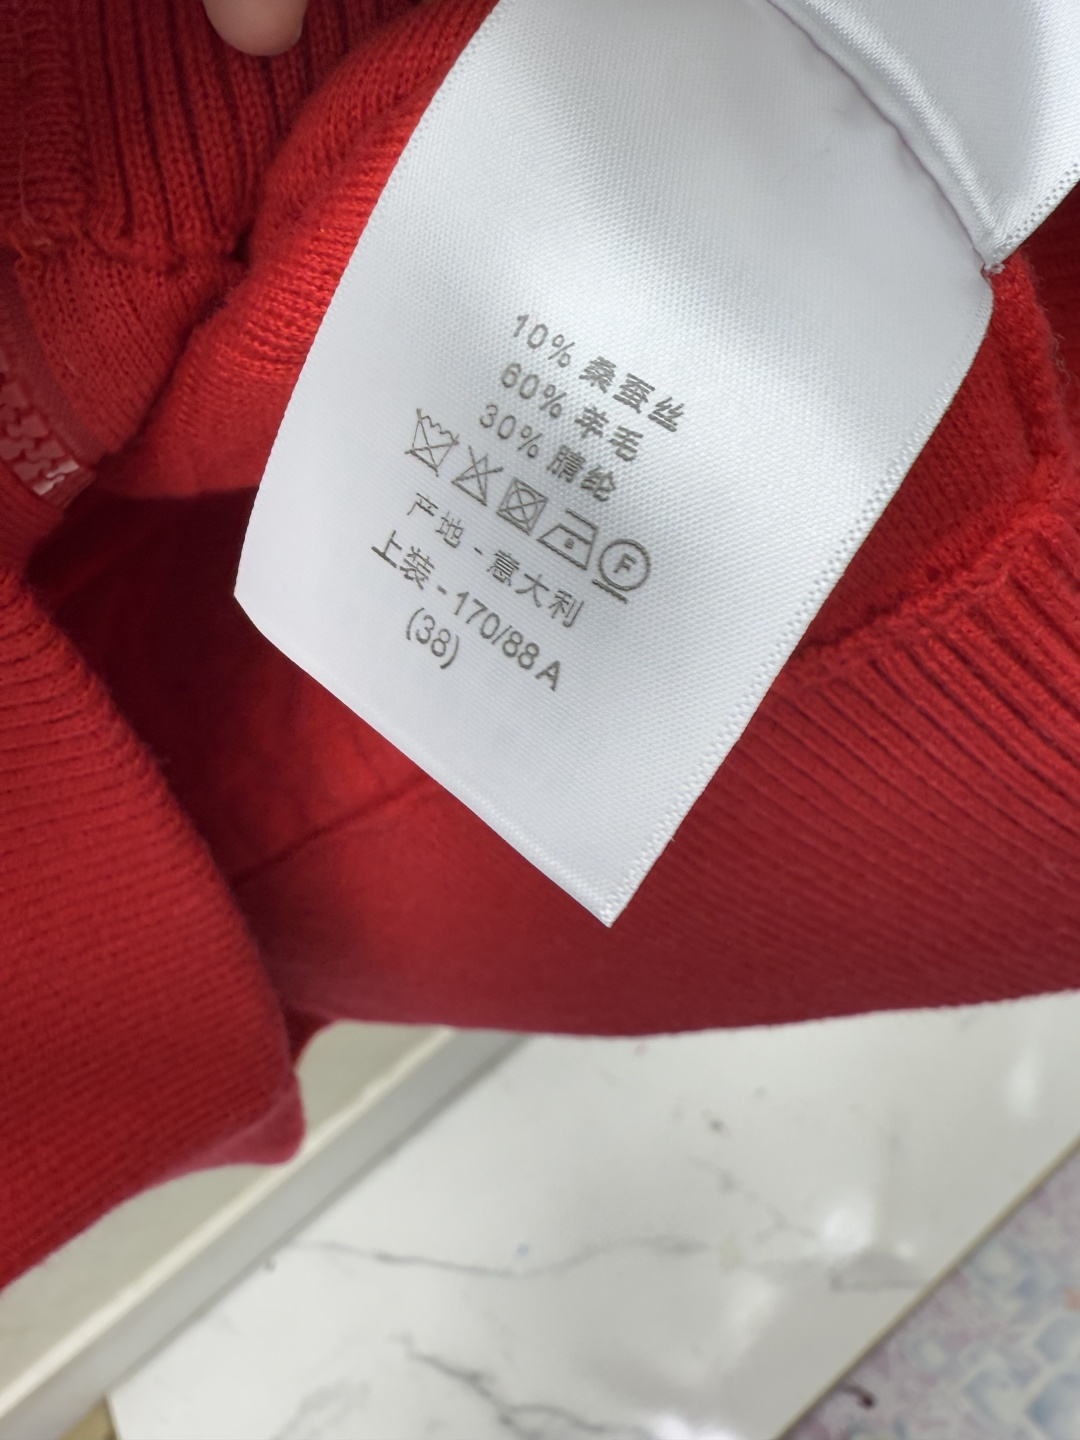 10% 桑蚕丝
60% 羊毛
30% 腈纶
F
产地 - 意大利
上装 - 170/88 A
(38)